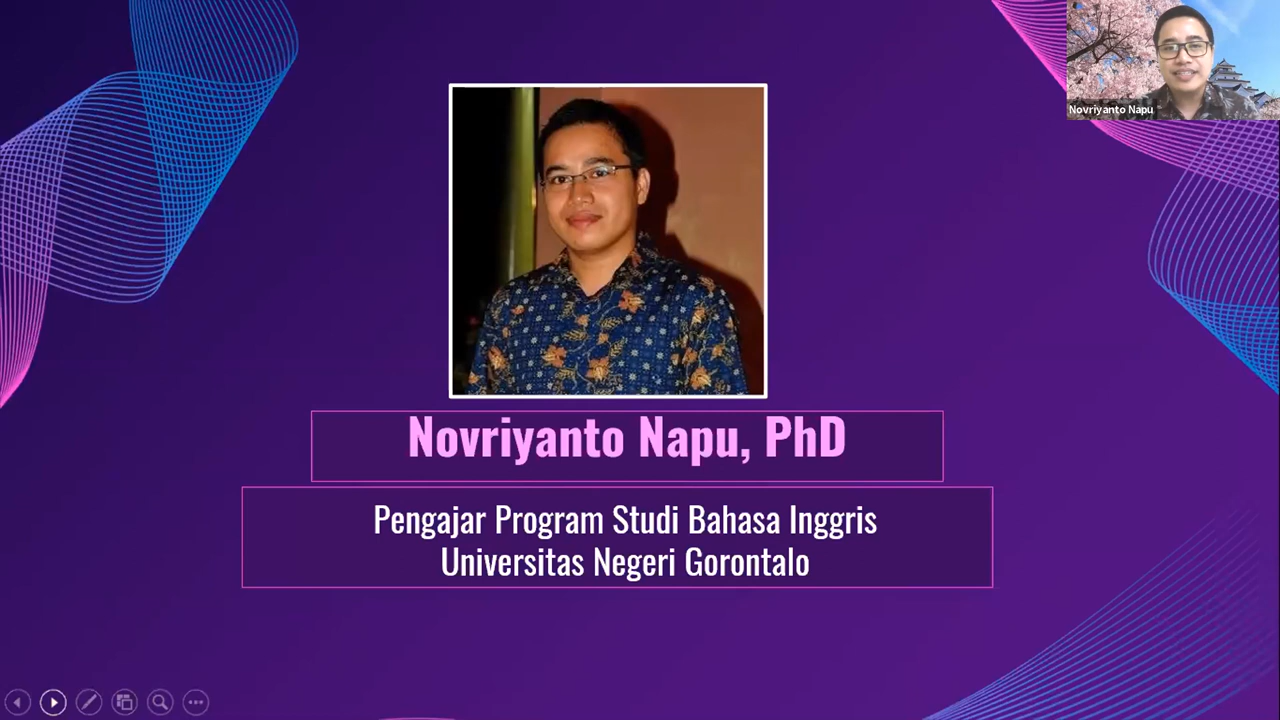 Novriyanto Napu
Novriyanto Napu, PhD
Pengajar Program Studi Bahasa Inggris
Universitas Negeri Gorontalo